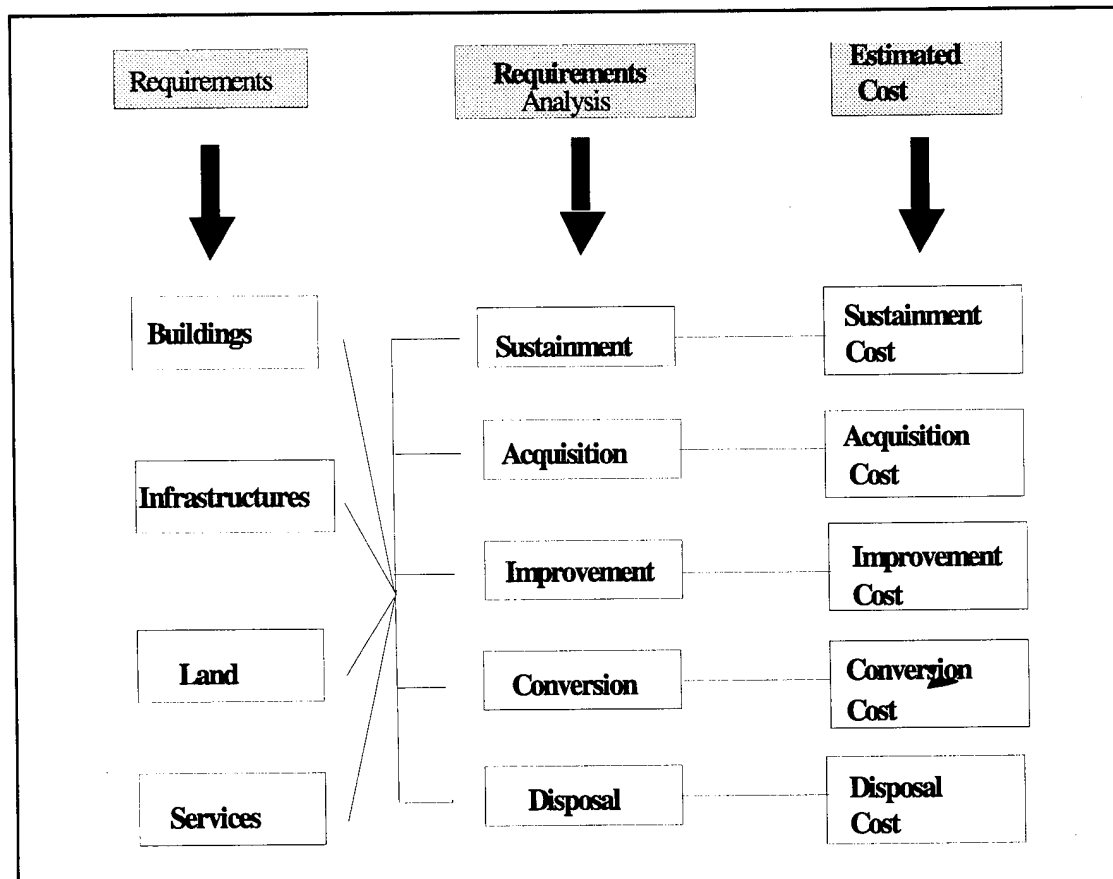 Requirements
Requirements
Analysis
Estimated
Cost
Buildings
Infrastructures
Land
Services
Sustainment
Acquisition
Improvement
Conversion
Disposal
Sustainment
Cost
Acquisition
Cost
Improvement
Cost
Conversion
Cost
Disposal
Cost